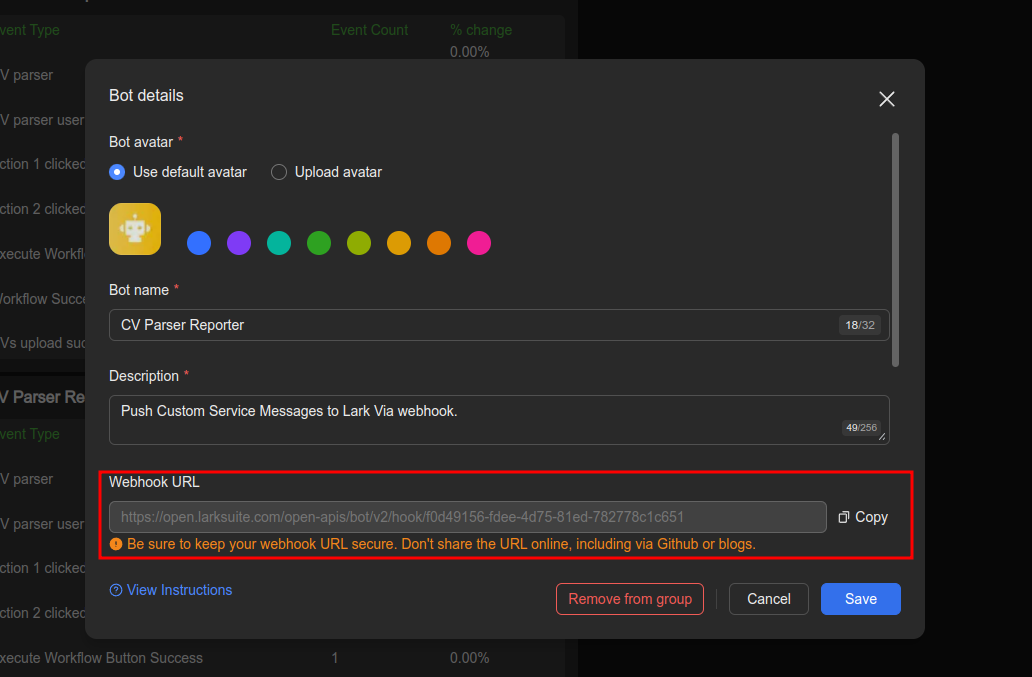 vent Type Event Count % change
0.00%
V parser
V parser user
ction 1 clicked
ction 2 clicked
xecute Workfl
Vorkflow Succe
Vs upload suc
V Parser Re
vent Type
V parser
V parser user
ction 1 clicked
ction 2 clicked
xecute Workflow Button Success 1 0.00%
Bot details
Bot avatar *
Use default avatar Upload avatar
Bot name *
CV Parser Reporter 18/32
Description *
Push Custom Service Messages to Lark Via webhook.
49/256
Webhook URL
https://open.larksuite.com/open-apis/bot/v2/hook/f0d49156-fdee-4d75-81ed-782778c1c651 Copy
Be sure to keep your webhook URL secure. Don't share the URL online, including via Github or blogs.
View Instructions
Remove from group Cancel Save